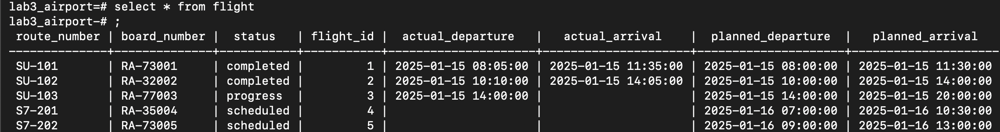 lab3_airport=# select * from flight
lab3_airport-# ;
 route_number | board_number |  status   | flight_id |  actual_departure   |   actual_arrival    |  planned_departure  |   planned_arrival
--------------+--------------+-----------+-----------+---------------------+---------------------+---------------------+---------------------
 SU-101       | RA-73001     | completed |         1 | 2025-01-15 08:05:00 | 2025-01-15 11:35:00 | 2025-01-15 08:00:00 | 2025-01-15 11:30:00
 SU-102       | RA-32002     | completed |         2 | 2025-01-15 10:10:00 | 2025-01-15 14:05:00 | 2025-01-15 10:00:00 | 2025-01-15 14:00:00
 SU-103       | RA-77003     | progress  |         3 | 2025-01-15 14:00:00 |                     | 2025-01-15 14:00:00 | 2025-01-15 20:00:00
 S7-201       | RA-35004     | scheduled |         4 |                     |                     | 2025-01-16 07:00:00 | 2025-01-16 10:30:00
 S7-202       | RA-73005     | scheduled |         5 |                     |                     | 2025-01-16 09:00:00 | 2025-01-16 13:00:00